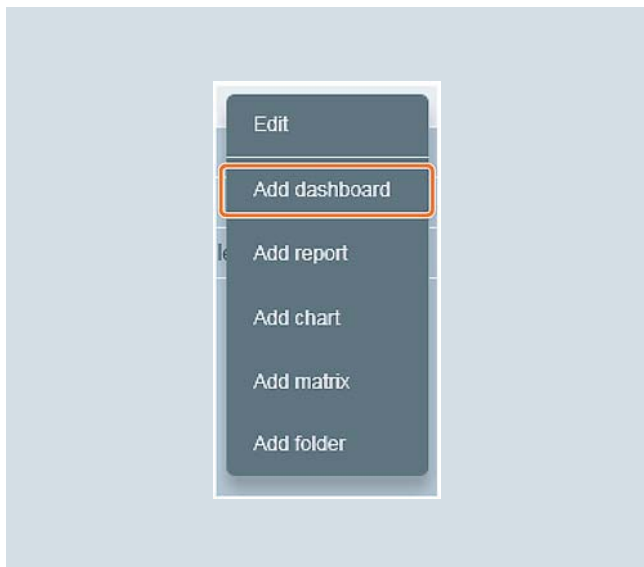 Edit
Add dashboard
Add report
Add chart
Add matrix
Add folder